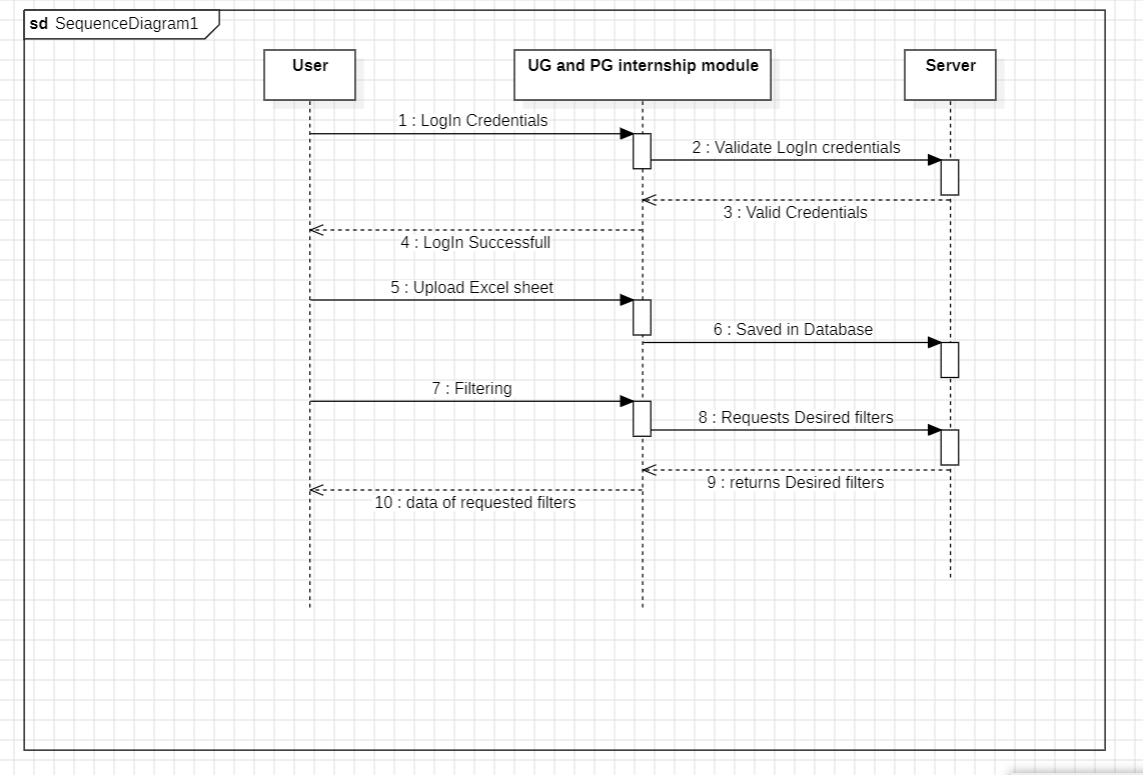 sd SequenceDiagram1
User
UG and PG internship module
Server
1 : LogIn Credentials
2 : Validate LogIn credentials
3 : Valid Credentials
4 : LogIn Successfull
5 : Upload Excel sheet
6 : Saved in Database
7 : Filtering
8 : Requests Desired filters
9 : returns Desired filters
10 : data of requested filters